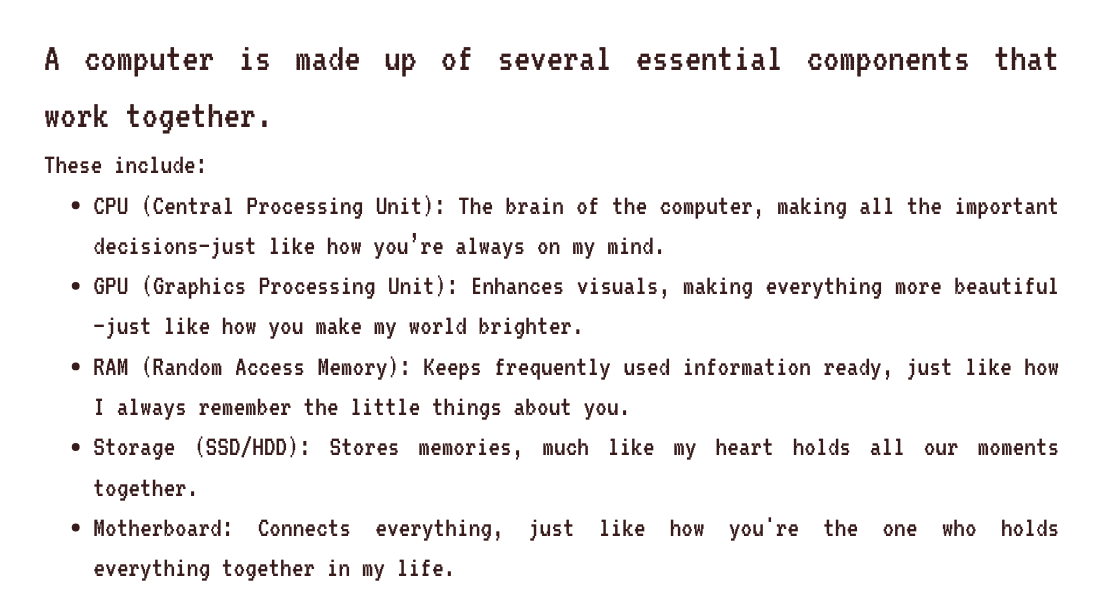 A computer is made up of several essential components that
work together.
These include:
• CPU (Central Processing Unit): The brain of the computer, making all the important
decisions-just like how you’re always on my mind.
• GPU (Graphics Processing Unit): Enhances visuals, making everything more beautiful
-just like how you make my world brighter.
• RAM (Random Access Memory): Keeps frequently used information ready, just like how
I always remember the little things about you.
• Storage (SSD/HDD): Stores memories, much like my heart holds all our moments
together.
• Motherboard: Connects everything, just like how you're the one who holds
everything together in my life.